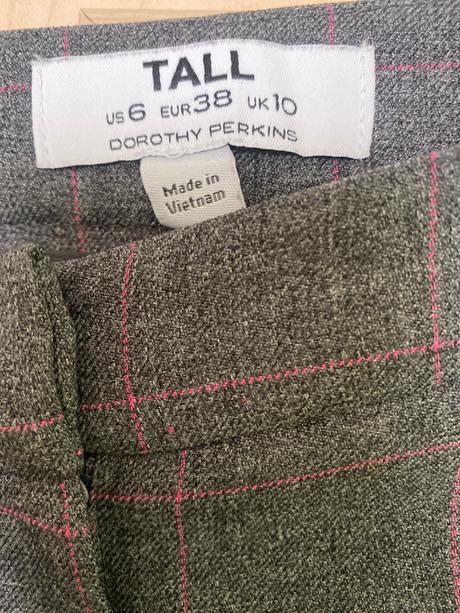 TALL
US 6 EUR 38 UK 10
DOROTHY PERKINS
Made in
Vietnam